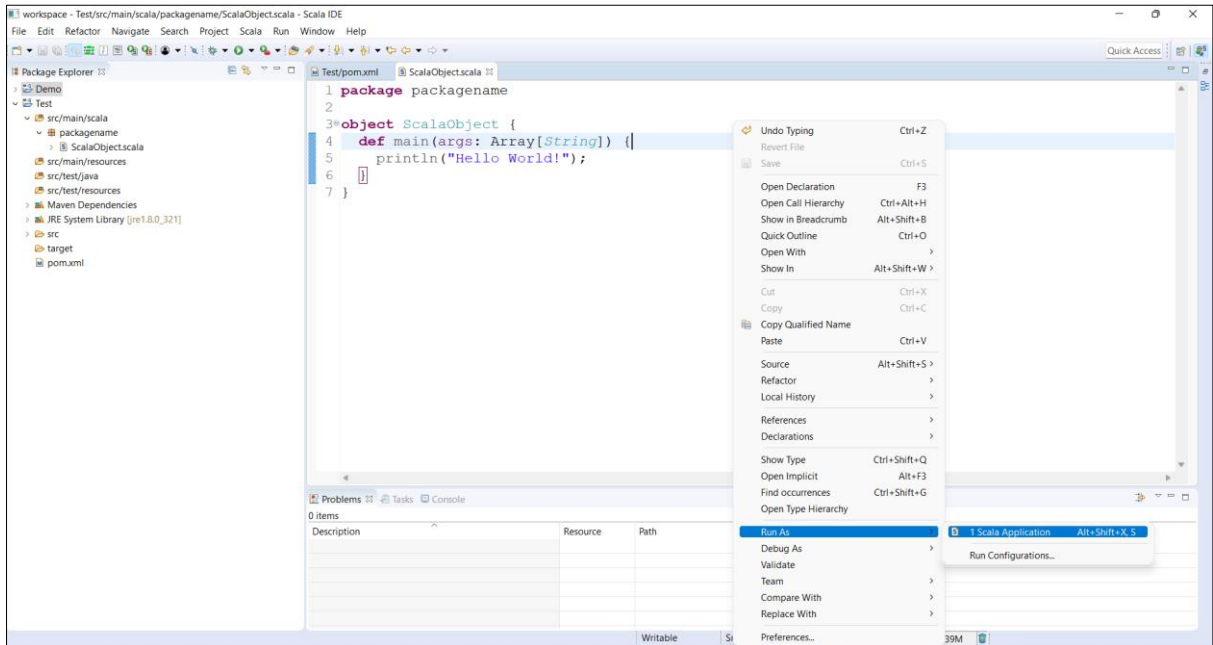 workspace - Test/src/main/scala/packagename/ScalaObject.scala - Scala IDE
File Edit Refactor Navigate Search Project Scala Run Window Help
Quick Access
Package Explorer
Demo
Test
src/main/scala
packagename
ScalaObject.scala
src/main/resources
src/test/java
src/test/resources
Maven Dependencies
JRE System Library [jre1.8.0_321]
src
target
pom.xml
Test/pom.xml ScalaObject.scala
1 package packagename
2
3 object ScalaObject {
4 def main(args: Array[String]) {
5 println("Hello World!");
6 }
7 }
Undo Typing Ctrl+Z
Revert File
Save Ctrl+S
Open Declaration F3
Open Call Hierarchy Ctrl+Alt+H
Show in Breadcrumb Alt+Shift+B
Quick Outline Ctrl+O
Open With
Show In Alt+Shift+W
Cut Ctrl+X
Copy Ctrl+C
Copy Qualified Name
Paste Ctrl+V
Source Alt+Shift+S
Refactor
Local History
References
Declarations
Show Type Ctrl+Shift+Q
Open Implicit Alt+F3
Find occurrences Ctrl+Shift+G
Open Type Hierarchy
Run As
Debug As
Validate
Team
Compare With
Replace With
Preferences...
1 Scala Application Alt+Shift+X, S
Run Configurations...
Problems Tasks Console
0 items
Description Resource Path
Writable
39M